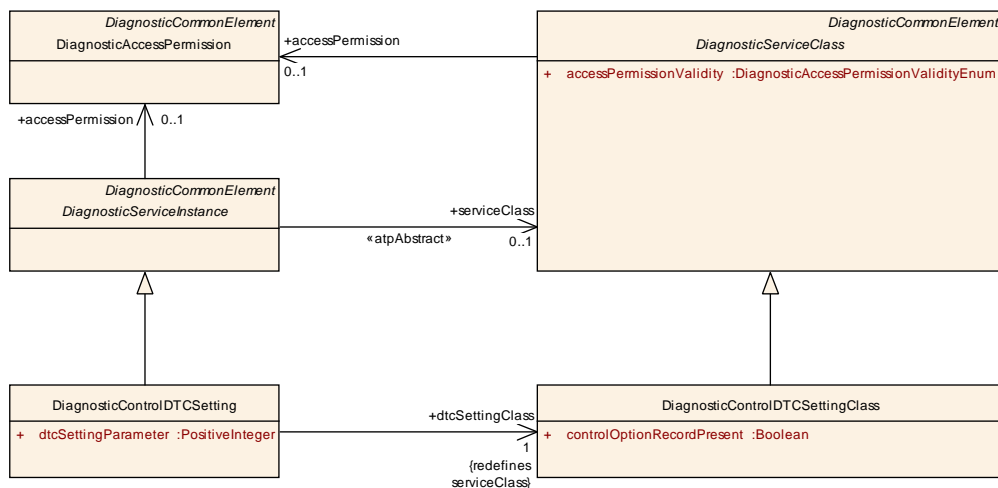 DiagnosticCommonElement
DiagnosticAccessPermission
+accessPermission
0..1
DiagnosticCommonElement
DiagnosticServiceClass
+ accessPermissionValidity :DiagnosticAccessPermissionValidityEnum
+accessPermission
0..1
DiagnosticCommonElement
DiagnosticServiceInstance
+serviceClass
«atpAbstract»
0..1
DiagnosticControlDTCSetting
+ dtcSettingParameter :PositiveInteger
+dtcSettingClass
1
{redefines
serviceClass}
DiagnosticControlDTCSettingClass
+ controlOptionRecordPresent :Boolean